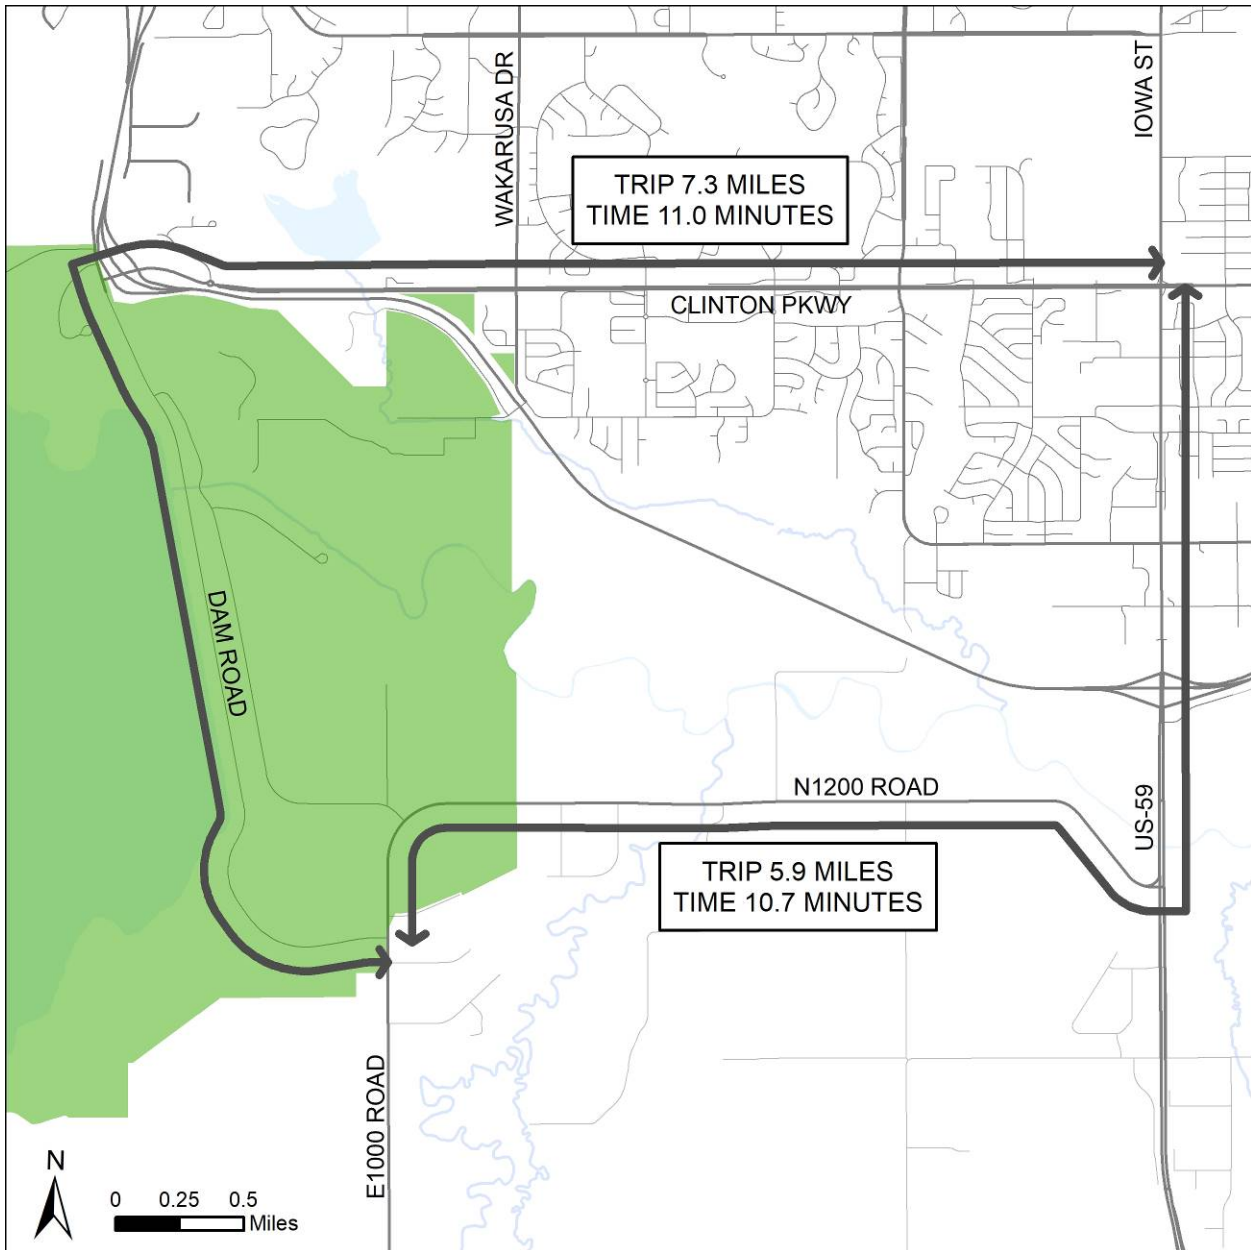 WAKARUSA DR
IOWA ST
TRIP 7.3 MILES
TIME 11.0 MINUTES
CLINTON PKWY
DAM ROAD
N1200 ROAD
US-59
TRIP 5.9 MILES
TIME 10.7 MINUTES
E1000 ROAD
N
0 0.25 0.5
Miles